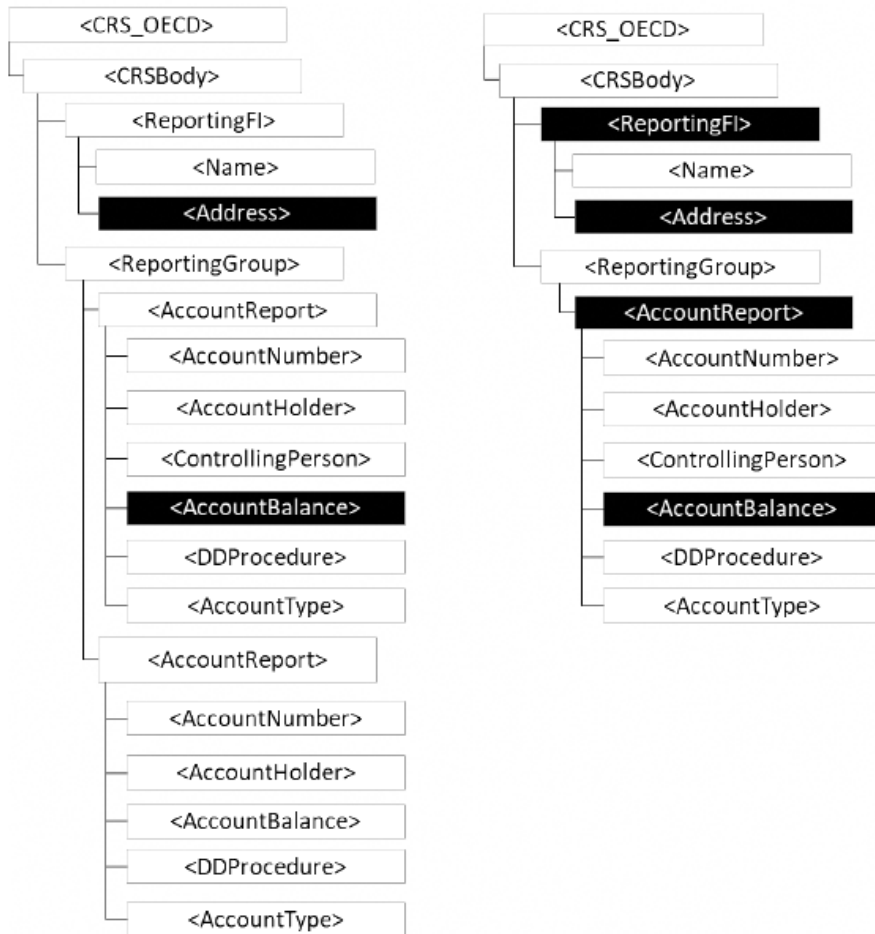 <CRS_OECD>
<CRSBody>
<ReportingFI>
<Name>
<Address>
<ReportingGroup>
<AccountReport>
<AccountNumber>
<AccountHolder>
<ControllingPerson>
<AccountBalance>
<DDProcedure>
<AccountType>
<AccountReport>
<AccountNumber>
<AccountHolder>
<AccountBalance>
<DDProcedure>
<AccountType>
<CRS_OECD>
<CRSBody>
<ReportingFI>
<Name>
<Address>
<ReportingGroup>
<AccountReport>
<AccountNumber>
<AccountHolder>
<ControllingPerson>
<AccountBalance>
<DDProcedure>
<AccountType>